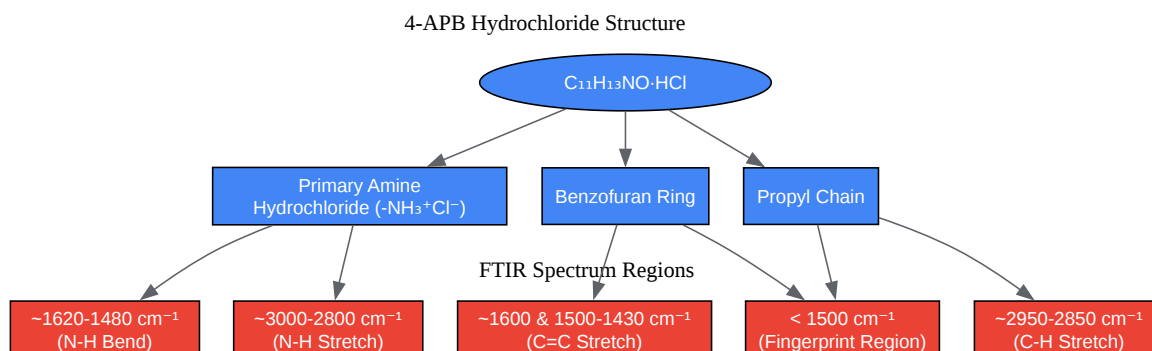 4-APB Hydrochloride Structure
C₁₁H₁₃NO·HCl
Primary Amine
Hydrochloride (-NH₃⁺Cl⁻)
Benzofuran Ring
Propyl Chain
FTIR Spectrum Regions
~1620-1480 cm⁻¹
(N-H Bend)
~3000-2800 cm⁻¹
(N-H Stretch)
~1600 & 1500-1430 cm⁻¹
(C=C Stretch)
< 1500 cm⁻¹
(Fingerprint Region)
~2950-2850 cm⁻¹
(C-H Stretch)